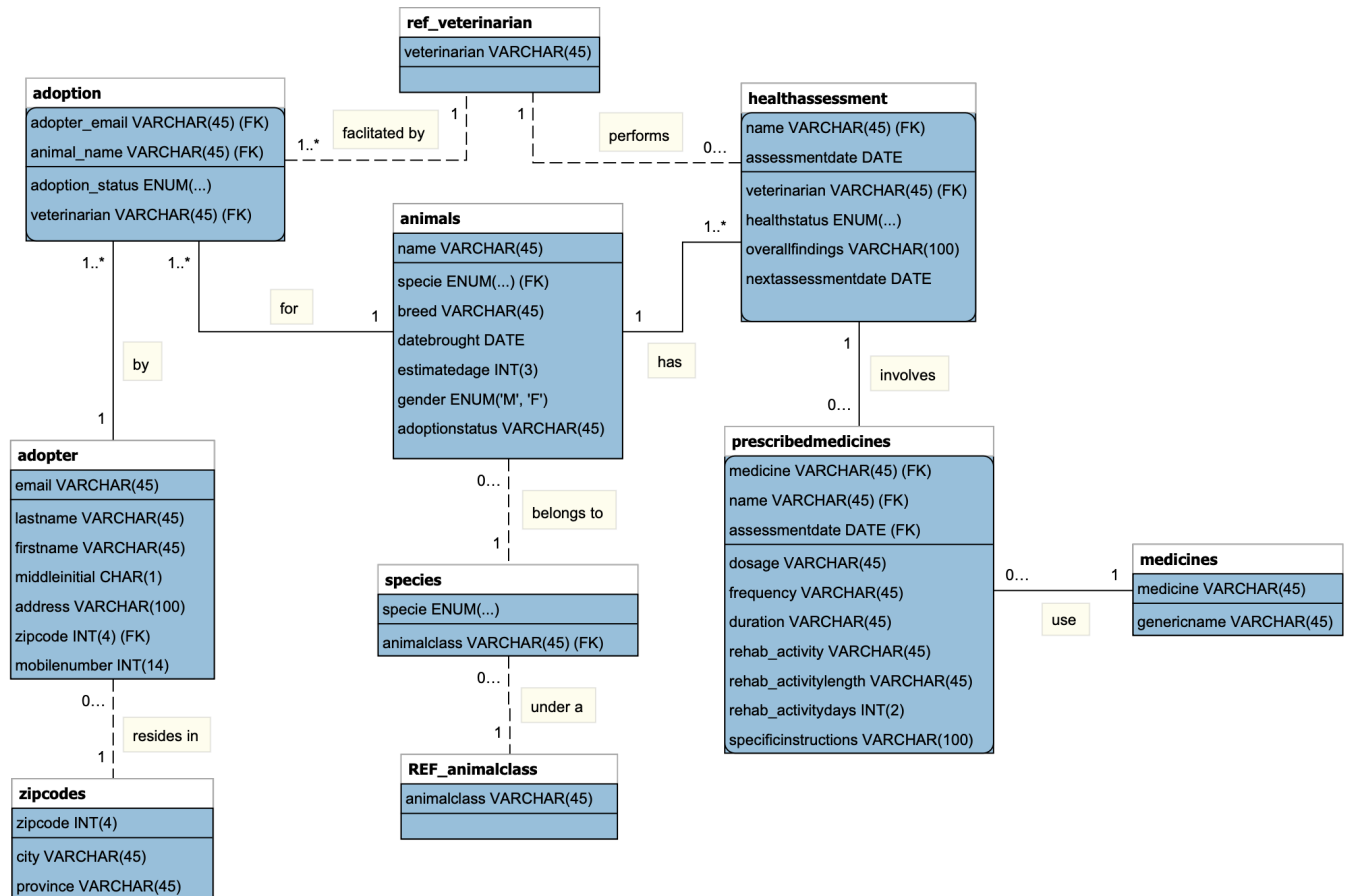 ref_veterinarian
veterinarian VARCHAR(45)
adoption
adopter_email VARCHAR(45) (FK)
animal_name VARCHAR(45) (FK)
adoption_status ENUM(...)
veterinarian VARCHAR(45) (FK)
1..*
faclitated by
1
1
performs
0...
healthassessment
name VARCHAR(45) (FK)
assessmentdate DATE
veterinarian VARCHAR(45) (FK)
healthstatus ENUM(...)
overallfindings VARCHAR(100)
nextassessmentdate DATE
animals
name VARCHAR(45)
specie ENUM(...) (FK)
breed VARCHAR(45)
datebrought DATE
estimatedage INT(3)
gender ENUM('M', 'F')
adoptionstatus VARCHAR(45)
1..*
1..*
for
1
by
1
1
has
1..*
1
involves
0...
adopter
email VARCHAR(45)
lastname VARCHAR(45)
firstname VARCHAR(45)
middleinitial CHAR(1)
address VARCHAR(100)
zipcode INT(4) (FK)
mobilenumber INT(14)
0...
belongs to
1
prescribedmedicines
medicine VARCHAR(45) (FK)
name VARCHAR(45) (FK)
assessmentdate DATE (FK)
dosage VARCHAR(45)
frequency VARCHAR(45)
duration VARCHAR(45)
rehab_activity VARCHAR(45)
rehab_activitylength VARCHAR(45)
rehab_activitydays INT(2)
specificinstructions VARCHAR(100)
0...
1
use
medicines
medicine VARCHAR(45)
genericname VARCHAR(45)
species
specie ENUM(...)
animalclass VARCHAR(45) (FK)
0...
under a
1
REF_animalclass
animalclass VARCHAR(45)
0...
resides in
1
zipcodes
zipcode INT(4)
city VARCHAR(45)
province VARCHAR(45)